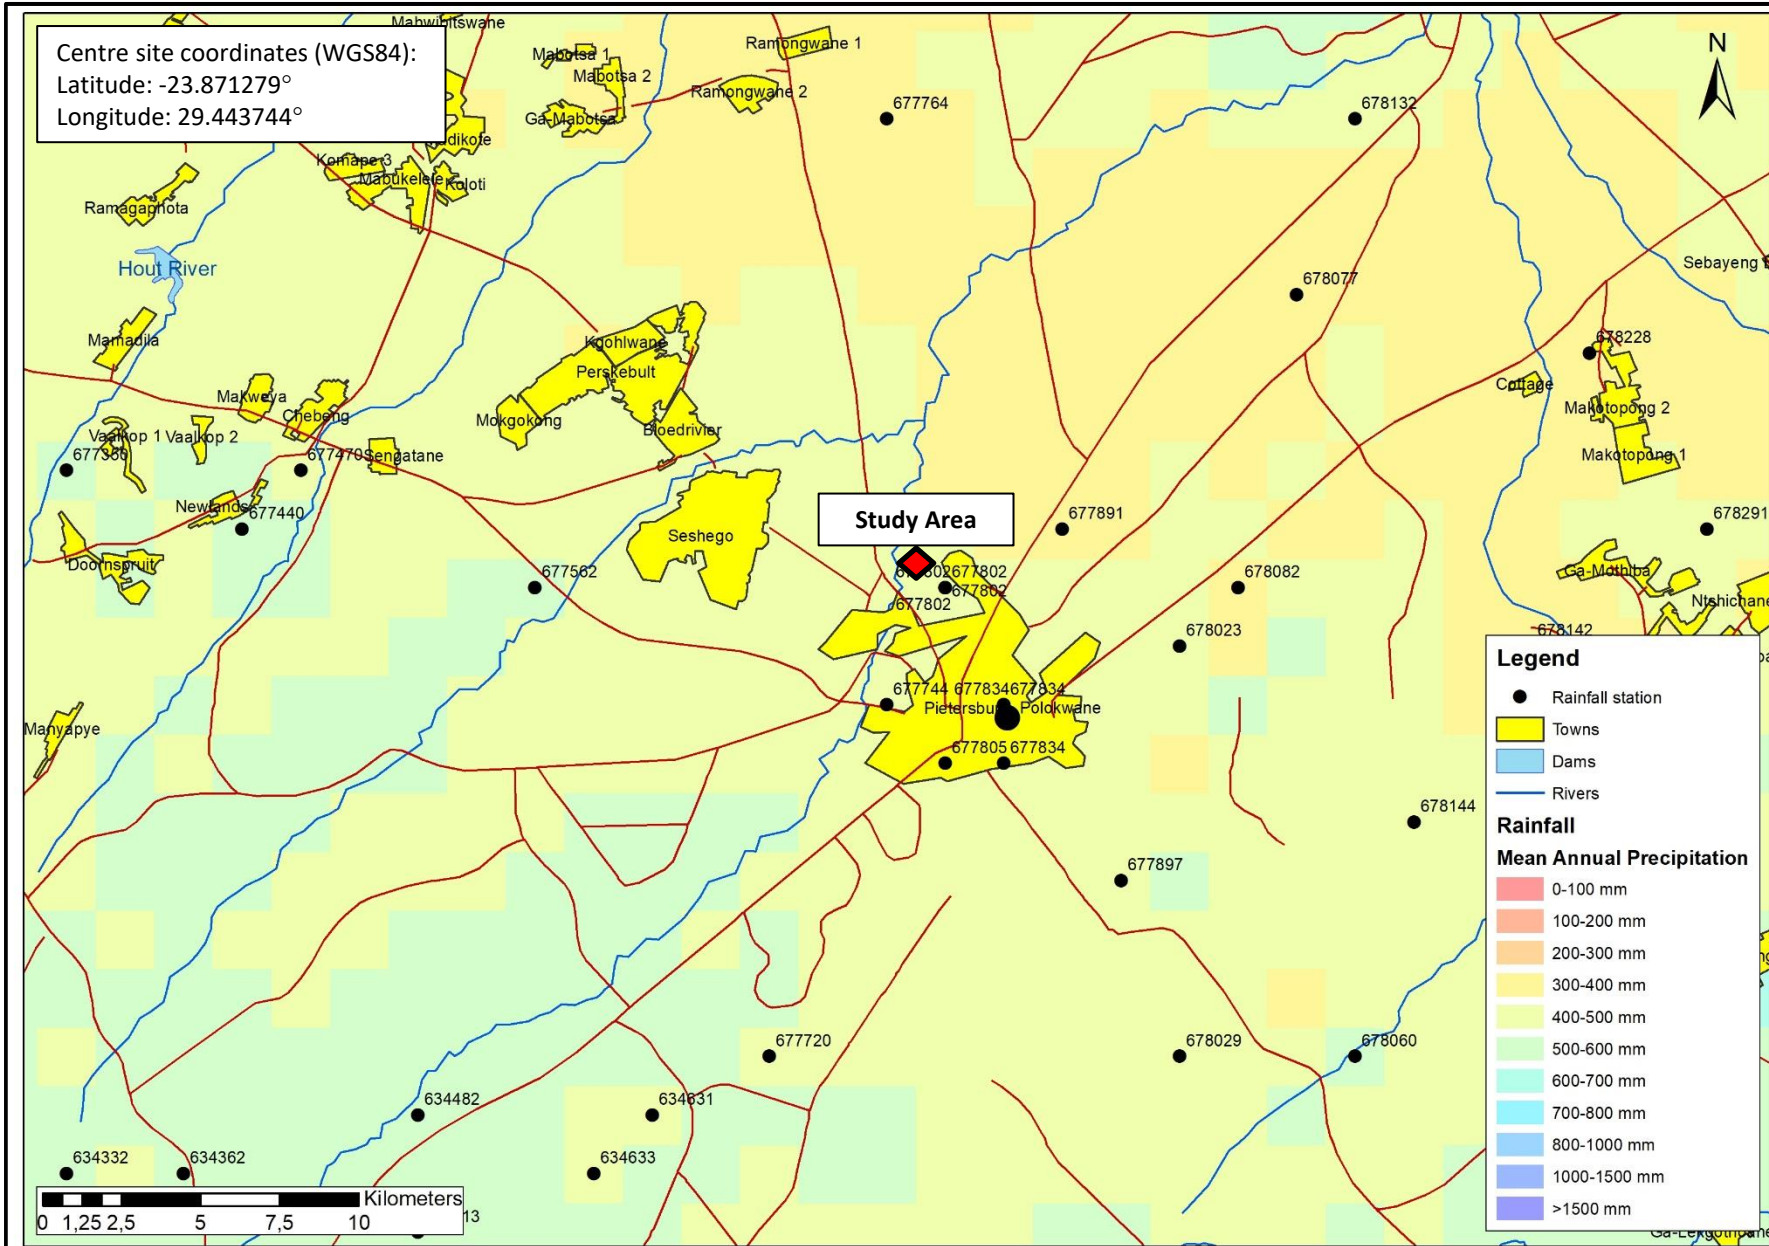 Mahwibitswane
Centre site coordinates (WGS84):
Latitude: -23.871279°
Longitude: 29.443744°
Mabotsa 1
Mabotsa 2
Ga-Mabotsa
Ramongwane 1
Ramongwane 2
677764
678132
N
Komape 3
Mabukelele
Koloti
Ramagaphota
Hout River
678077
Sebayeng
Mamadila
Kgohlwane
Perskebult
678228
Cottage
Makweya
Chebeng
Mokgokong
Bloedrivier
Makotopong 2
Vaalkop 1
Vaalkop 2
Makotopong 1
677360
677470
Sengatane
Newlands
677440
Seshego
Study Area
677891
678291
Doornspruit
677562
677802
677802
677802
677802
678082
Ga-Mothiba
Ntshichane
678023
678142
677744
677834
677834
Pietersburg
Polokwane
Manyapye
677805
677834
678144
677897
677720
678029
678060
634482
634631
634332
634362
634633
Legend
Rainfall station
Towns
Dams
Rivers
Rainfall
Mean Annual Precipitation
0-100 mm
100-200 mm
200-300 mm
300-400 mm
400-500 mm
500-600 mm
600-700 mm
700-800 mm
800-1000 mm
1000-1500 mm
>1500 mm
Kilometers
0 1,25 2,5 5 7,5 10
13